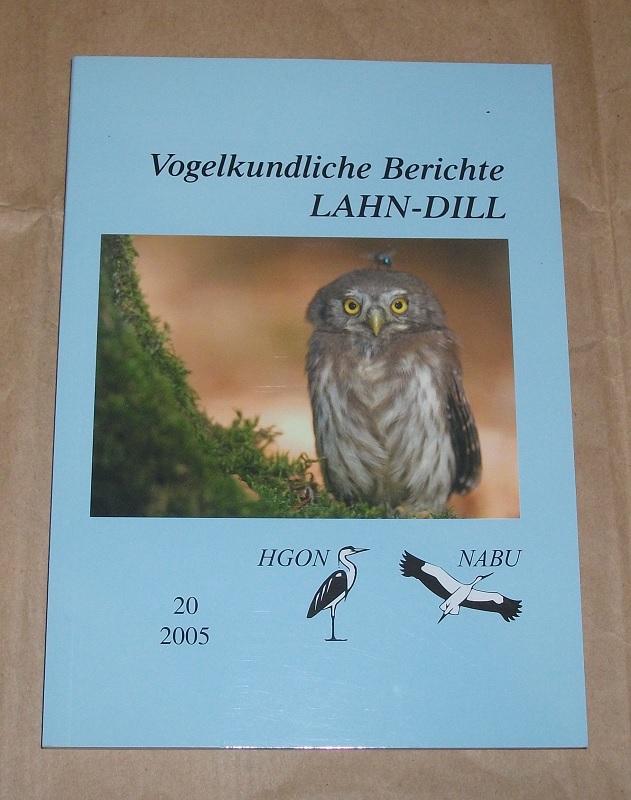 Vogelkundliche Berichte
LAHN-DILL
HGON
NABU
20
2005